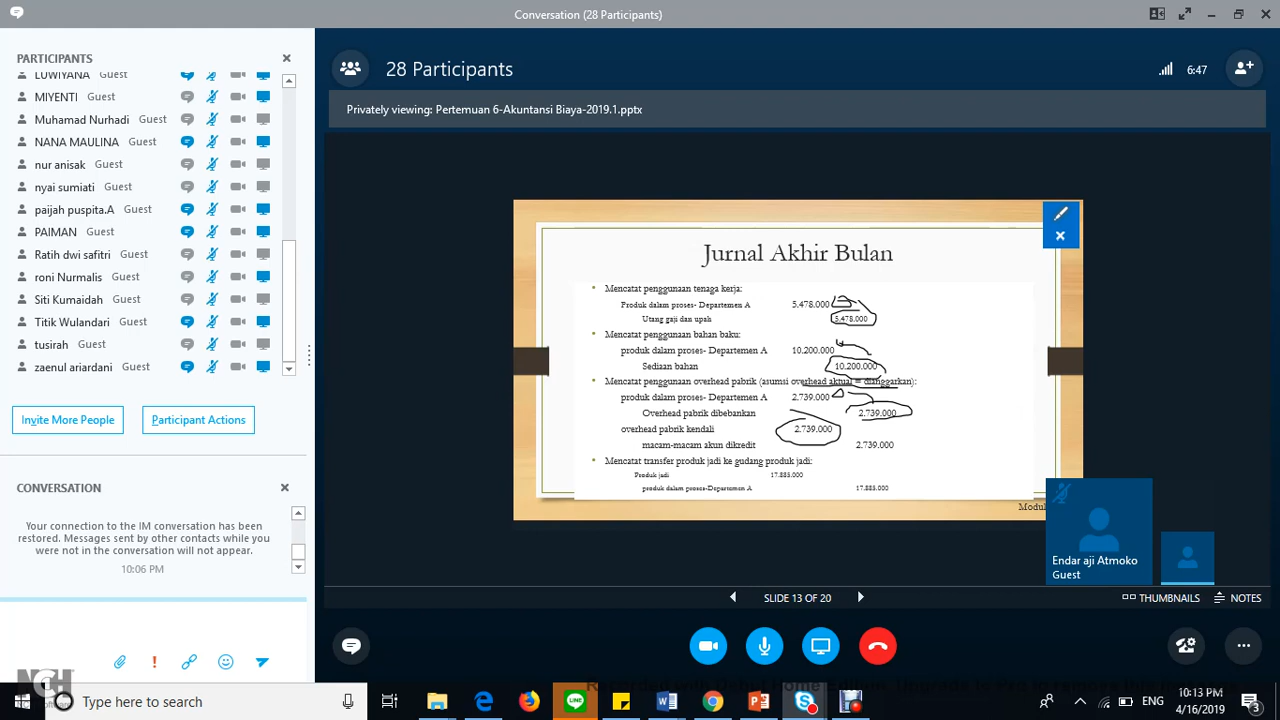 Conversation (28 Participants)
PARTICIPANTS
LUWIYANA Guest
MIYENTI Guest
Muhamad Nurhadi Guest
NANA MAULINA Guest
nur anisak Guest
nyai sumiati Guest
paijah puspita.A Guest
PAIMAN Guest
Ratih dwi safitri Guest
roni Nurmalis Guest
Siti Kumaidah Guest
Titik Wulandari Guest
tusirah Guest
zaenul ariardani Guest
Invite More People
Participant Actions
CONVERSATION
Your connection to the IM conversation has been
restored. Messages sent by other contacts while you
were not in the conversation will not appear.
10:06 PM
28 Participants
6:47
Privately viewing: Pertemuan 6-Akuntansi Biaya-2019.1.pptx
Jurnal Akhir Bulan
• Mencatat penggunaan tenaga kerja:
Produk dalam proses- Departemen A 5.478.000
Utang gaji dan upah 5.478.000
• Mencatat penggunaan bahan baku:
produk dalam proses- Departemen A 10.200.000
Sediaan bahan 10.200.000
• Mencatat penggunaan overhead pabrik (asumsi overhead aktual = dianggarkan):
produk dalam proses- Departemen A 2.739.000
Overhead pabrik dibebankan 2.739.000
overhead pabrik kendali 2.739.000
macam-macam akun dikredit 2.739.000
• Mencatat transfer produk jadi ke gudang produk jadi:
Produk jadi 17.885.000
produk dalam proses-Departemen A 17.885.000
Modul
Endar aji Atmoko
Guest
SLIDE 13 OF 20
THUMBNAILS
NOTES
NCH
Software
Type here to search
ENG
10:13 PM
4/16/2019
3